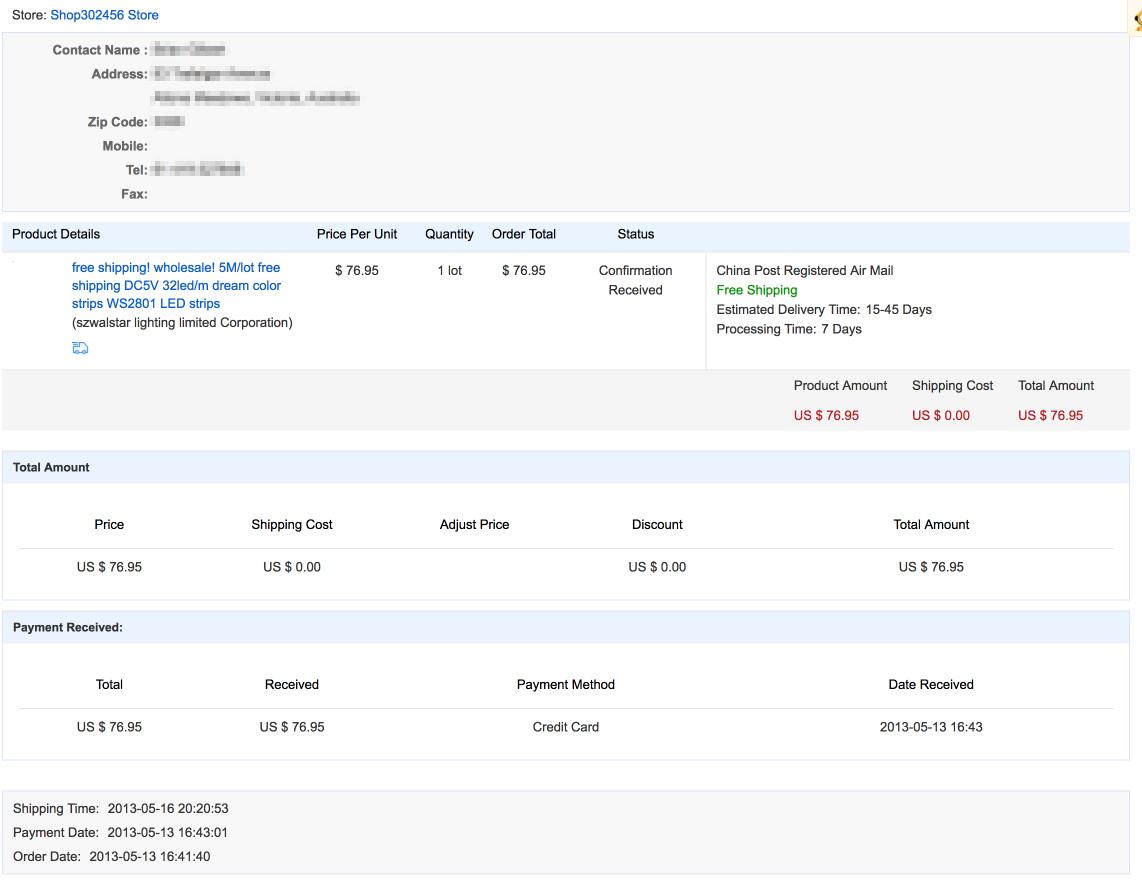 Store: Shop302456 Store
Contact Name :
Address:
Zip Code:
Mobile:
Tel:
Fax:
Product Details Price Per Unit Quantity Order Total Status
free shipping! wholesale! 5M/lot free
shipping DC5V 32led/m dream color
strips WS2801 LED strips
(szwalstar lighting limited Corporation)
$ 76.95
1 lot
$ 76.95
Confirmation
Received
China Post Registered Air Mail
Free Shipping
Estimated Delivery Time: 15-45 Days
Processing Time: 7 Days
Product Amount Shipping Cost Total Amount
US $ 76.95 US $ 0.00 US $ 76.95
Total Amount
Price Shipping Cost Adjust Price Discount Total Amount
US $ 76.95 US $ 0.00 US $ 0.00 US $ 76.95
Payment Received:
Total Received Payment Method Date Received
US $ 76.95 US $ 76.95 Credit Card 2013-05-13 16:43
Shipping Time: 2013-05-16 20:20:53
Payment Date: 2013-05-13 16:43:01
Order Date: 2013-05-13 16:41:40